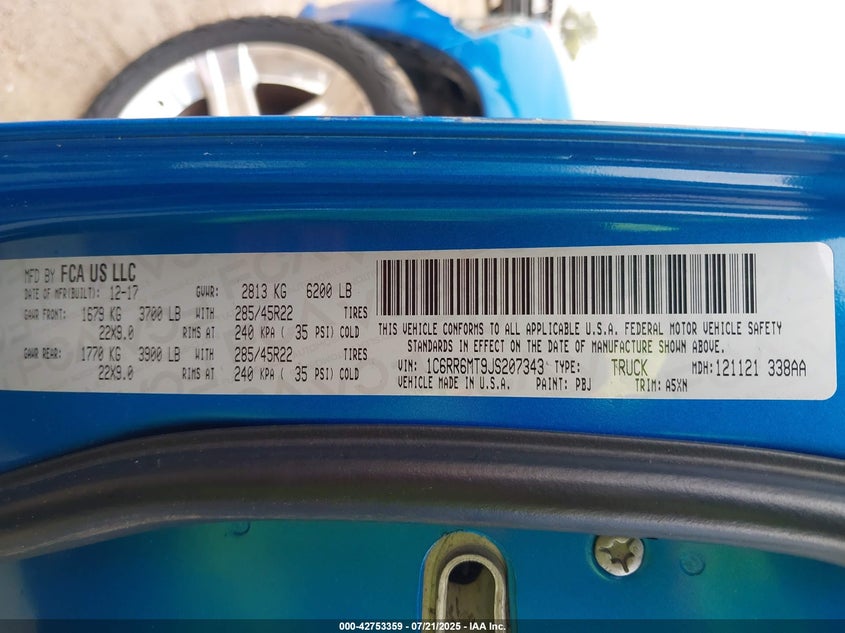 MFD BY FCA US LLC
DATE OF MFR(BUILT): 12-17 GVWR: 2813 KG 6200 LB
GAWR FRONT: 1679 KG 3700 LB WITH 285/45R22 TIRES
22X9.0 RIMS AT 240 KPA ( 35 PSI) COLD
GAWR REAR: 1770 KG 3900 LB WITH 285/45R22 TIRES
22X9.0 RIMS AT 240 KPA ( 35 PSI) COLD
THIS VEHICLE CONFORMS TO ALL APPLICABLE U.S.A. FEDERAL MOTOR VEHICLE SAFETY
STANDARDS IN EFFECT ON THE DATE OF MANUFACTURE SHOWN ABOVE.
VIN: 1C6RR6MT9JS207343 TYPE: TRUCK MDH: 121121 338AA
VEHICLE MADE IN U.S.A. PAINT: PBJ TRIM: A5XN
000-42753359 - 07/21/2025 - IAA Inc.